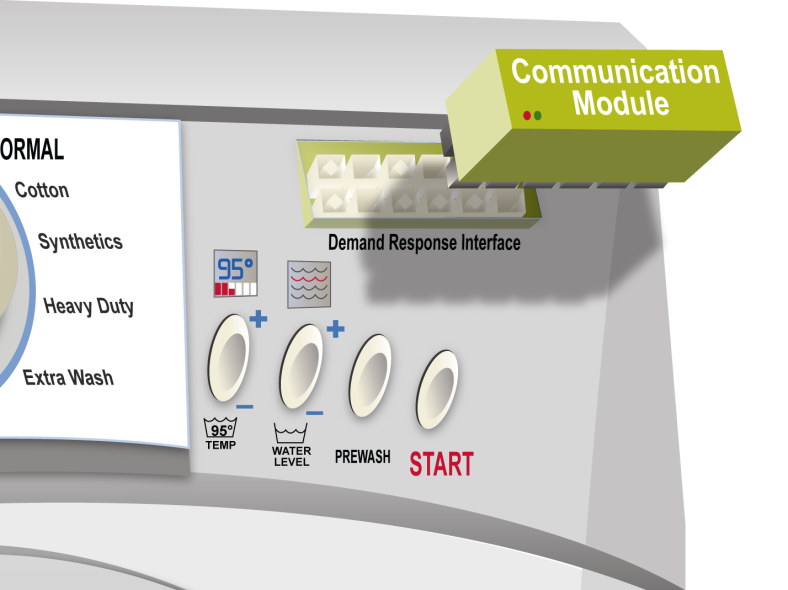 Communication
Module
ORMAL
Cotton
Synthetics
Heavy Duty
Extra Wash
Demand Response Interface
95°
+
+
−
−
95°
TEMP
WATER
LEVEL
PREWASH
START